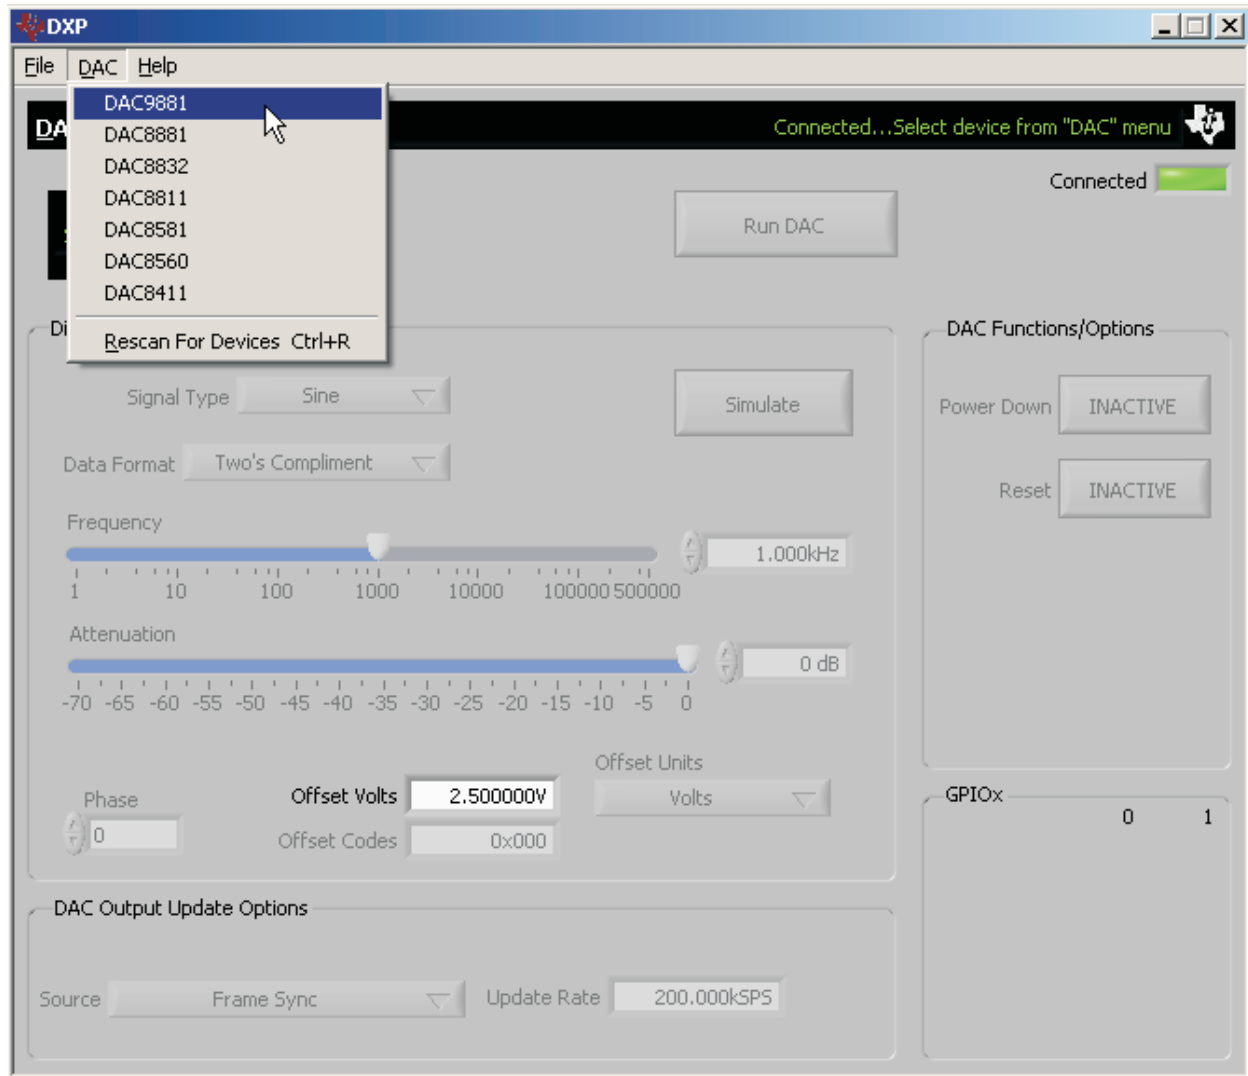 DXP
File DAC Help
DAC9881
DA Connected...Select device from "DAC" menu
DAC8881
DAC8832
Connected
DAC8811
DAC8581
Run DAC
DAC8560
DAC8411
Di
DAC Functions/Options
Rescan For Devices Ctrl+R
Signal Type Sine
Simulate
Power Down INACTIVE
Data Format Two's Compliment
Reset INACTIVE
Frequency
1.000kHz
1 10 100 1000 10000 100000 500000
Attenuation
0 dB
-70 -65 -60 -55 -50 -45 -40 -35 -30 -25 -20 -15 -10 -5 0
Offset Units
Phase Offset Volts 2.500000V Volts
GPIOx
0 1
0 Offset Codes 0x000
DAC Output Update Options
Source Frame Sync Update Rate 200.000kSPS